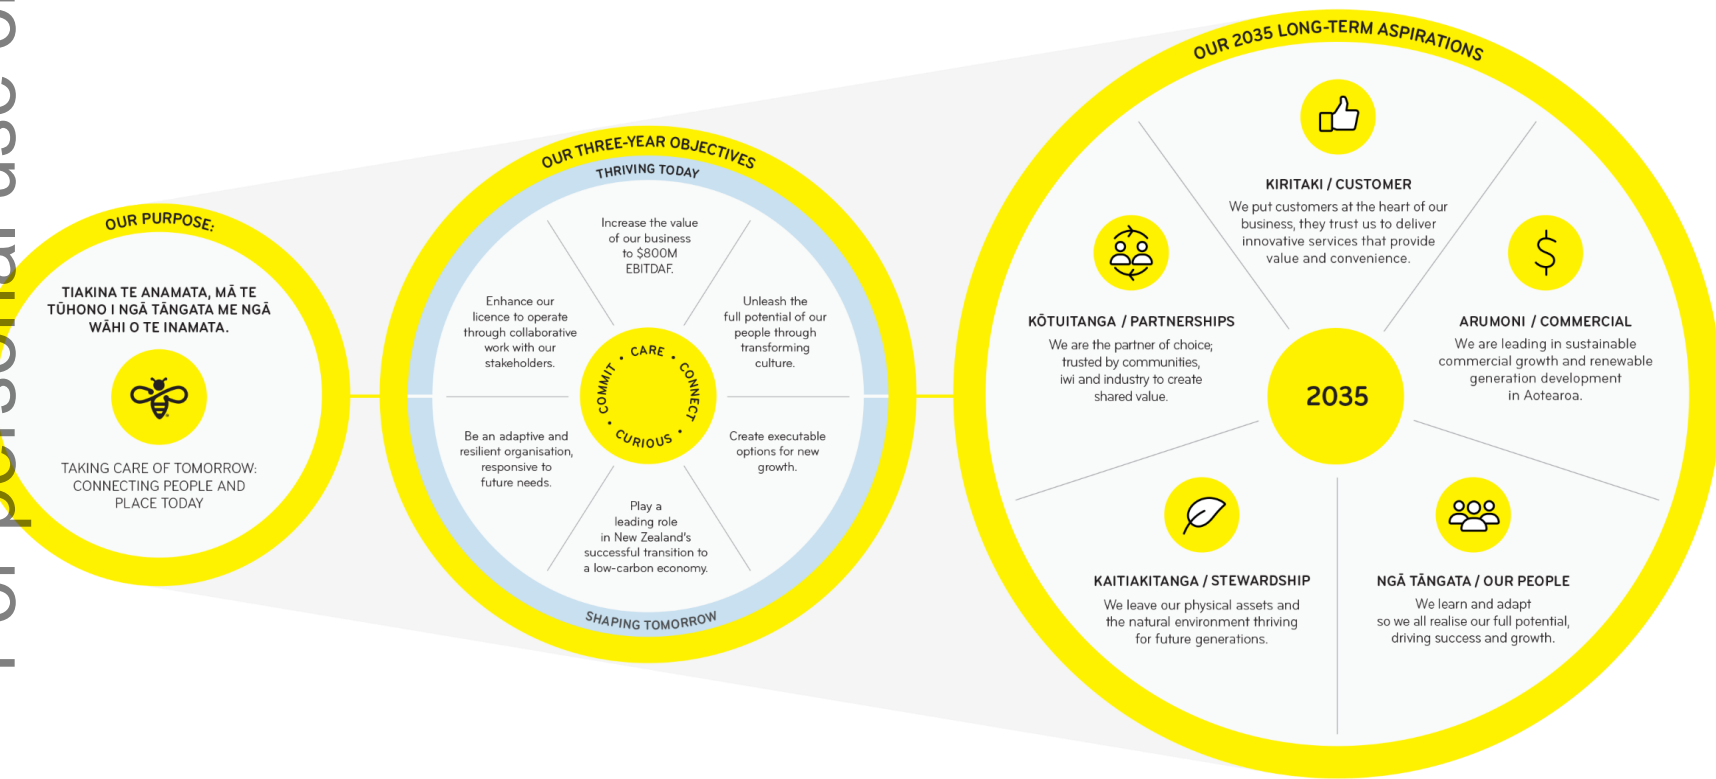 For personal use
OUR PURPOSE:
TIAKINA TE ANAMATA, MĀ TE
TŪHONO I NGĀ TĀNGATA ME NGĀ
WĀHI O TE INAMATA.
TAKING CARE OF TOMORROW:
CONNECTING PEOPLE AND
PLACE TODAY
OUR THREE-YEAR OBJECTIVES
THRIVING TODAY
Increase the value
of our business
to $800M
EBITDAF.
Unleash the
full potential of our
people through
transforming
culture.
Create executable
options for new
growth.
Play a
leading role
in New Zealand's
successful transition to
a low-carbon economy.
Be an adaptive and
resilient organisation,
responsive to
future needs.
Enhance our
licence to operate
through collaborative
work with our
stakeholders.
CARE • CONNECT • CURIOUS • COMMIT •
SHAPING TOMORROW
OUR 2035 LONG-TERM ASPIRATIONS
KIRITAKI / CUSTOMER
We put customers at the heart of our
business, they trust us to deliver
innovative services that provide
value and convenience.
$
ARUMONI / COMMERCIAL
We are leading in sustainable
commercial growth and renewable
generation development
in Aotearoa.
NGĀ TĀNGATA / OUR PEOPLE
We learn and adapt
so we all realise our full potential,
driving success and growth.
KAITIAKITANGA / STEWARDSHIP
We leave our physical assets and
the natural environment thriving
for future generations.
KŌTUITANGA / PARTNERSHIPS
We are the partner of choice;
trusted by communities,
iwi and industry to create
shared value.
2035